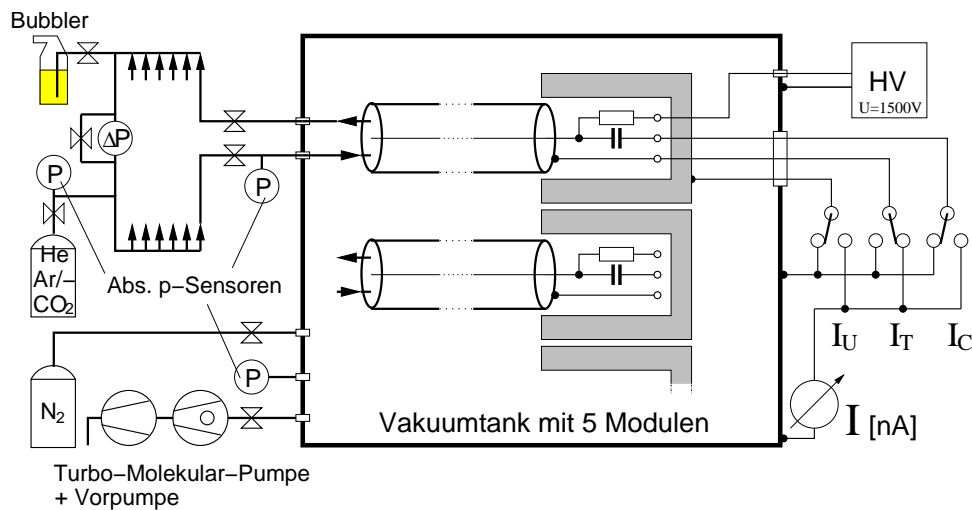 Bubbler
HV
U=1500V
ΔP
P
P
He
Ar/−
CO2
Abs. p−Sensoren
IU
IT
IC
P
N2
Vakuumtank mit 5 Modulen
I [nA]
Turbo−Molekular−Pumpe
+ Vorpumpe